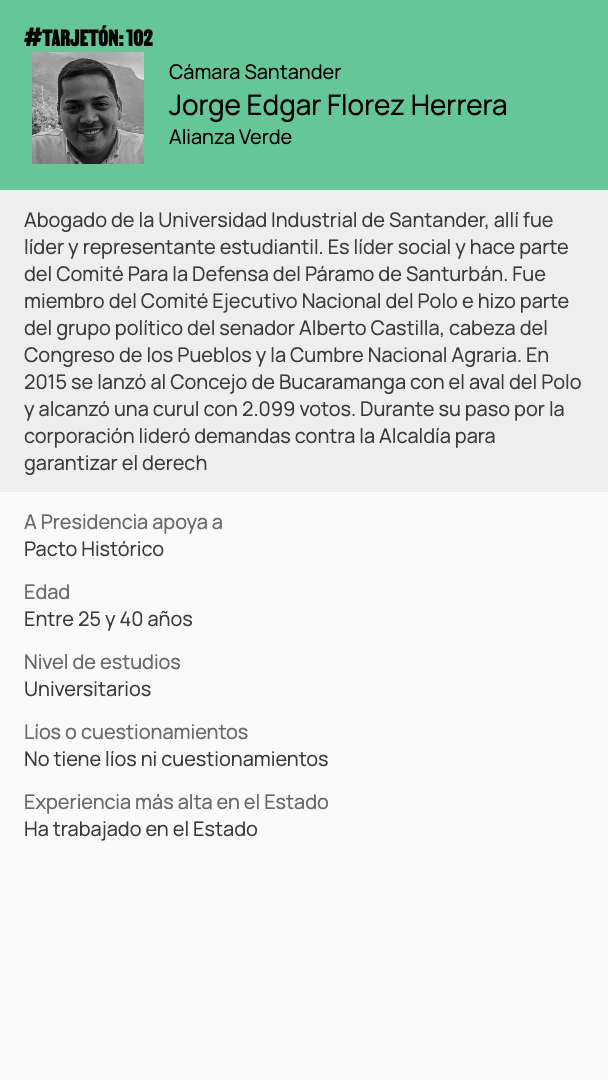 #TARJETÓN: 102
Cámara Santander
Jorge Edgar Florez Herrera
Alianza Verde
Abogado de la Universidad Industrial de Santander, allí fue
líder y representante estudiantil. Es líder social y hace parte
del Comité Para la Defensa del Páramo de Santurbán. Fue
miembro del Comité Ejecutivo Nacional del Polo e hizo parte
del grupo político del senador Alberto Castilla, cabeza del
Congreso de los Pueblos y la Cumbre Nacional Agraria. En
2015 se lanzó al Concejo de Bucaramanga con el aval del Polo
y alcanzó una curul con 2.099 votos. Durante su paso por la
corporación lideró demandas contra la Alcaldía para
garantizar el derech
A Presidencia apoya a
Pacto Histórico
Edad
Entre 25 y 40 años
Nivel de estudios
Universitarios
Líos o cuestionamientos
No tiene líos ni cuestionamientos
Experiencia más alta en el Estado
Ha trabajado en el Estado